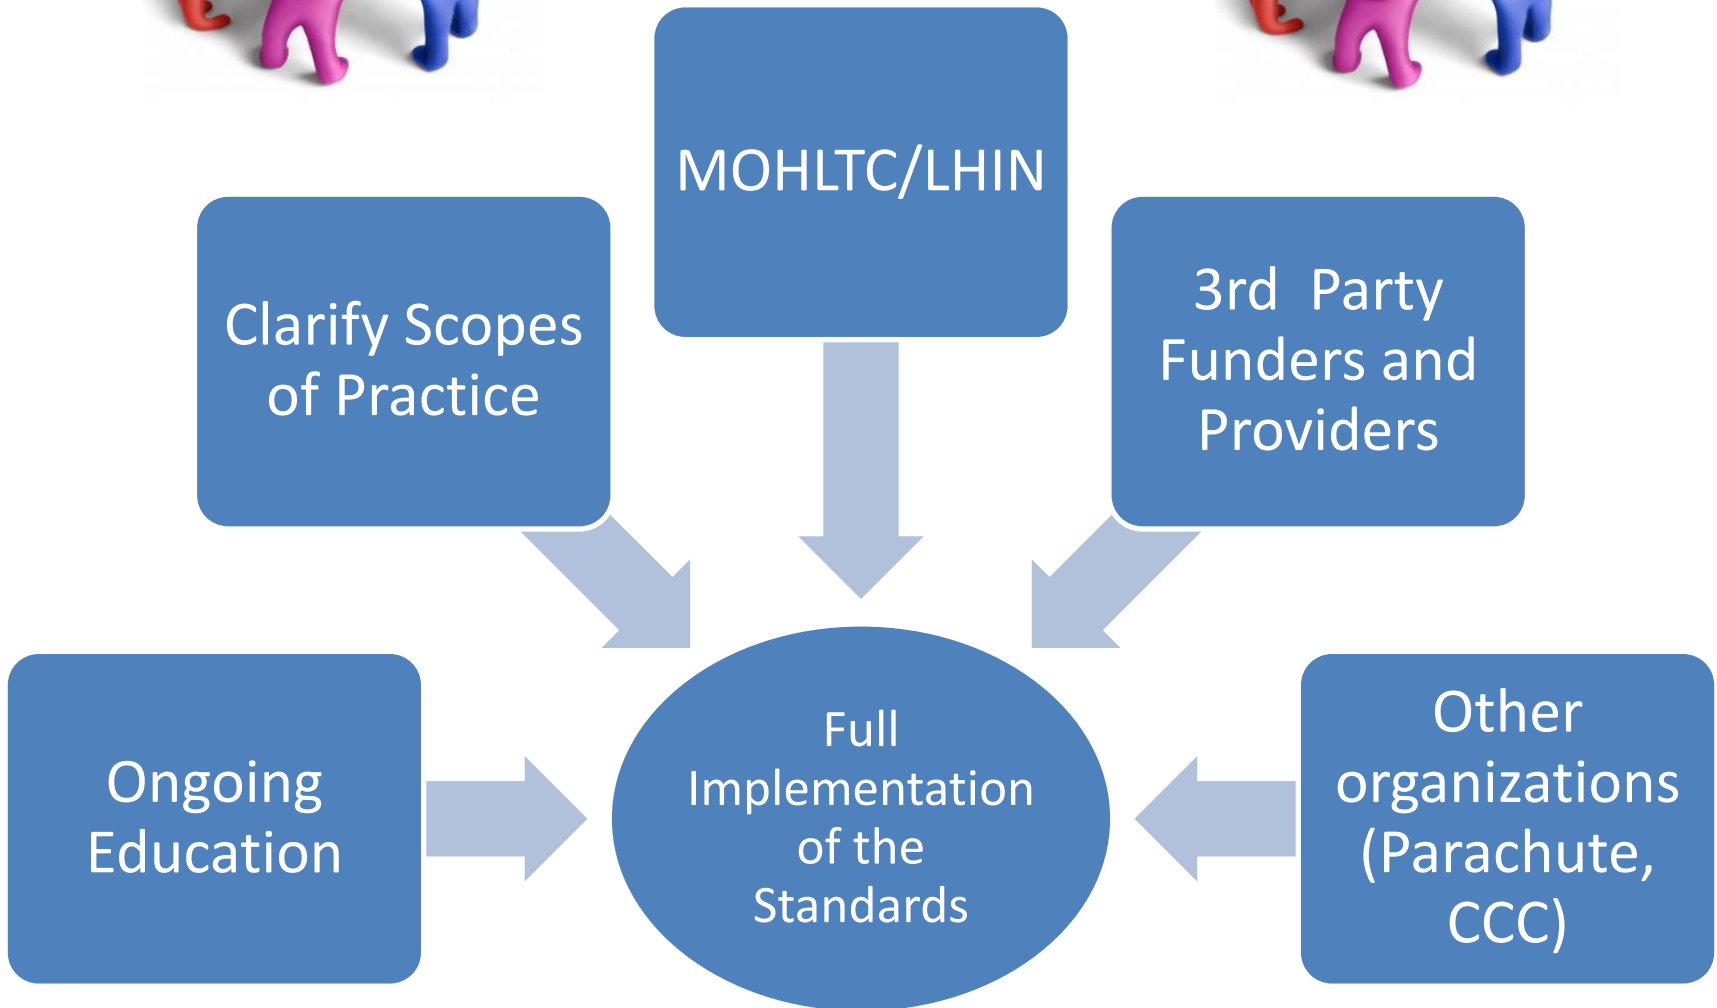 MOHLTC/LHIN
Clarify Scopes
of Practice
3rd  Party
Funders and
Providers
Ongoing
Education
Full
Implementation
of the
Standards
Other
organizations
(Parachute,
CCC)